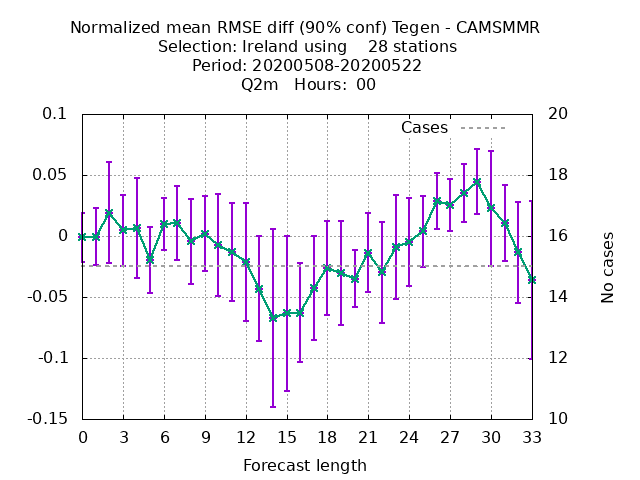 Normalized mean RMSE diff (90% conf) Tegen - CAMSMMR
Selection: Ireland using    28 stations
Period: 20200508-20200522
Q2m   Hours:  00
Cases
0.1
0.05
0
-0.05
-0.1
-0.15
20
18
16
14
12
10
No cases
0 3 6 9 12 15 18 21 24 27 30 33
Forecast length